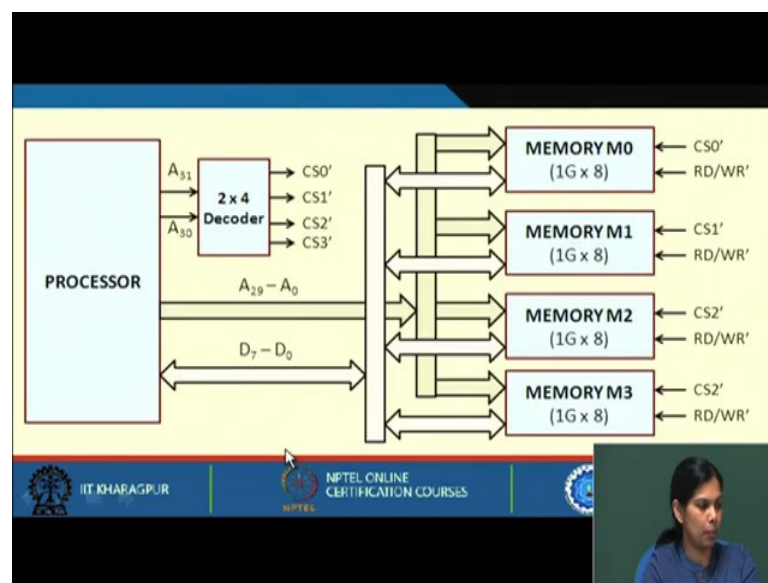 PROCESSOR
A31
A30
2 x 4
Decoder
CS0'
CS1'
CS2'
CS3'
A29 – A0
D7 – D0
MEMORY M0
(1G x 8)
CS0'
RD/WR'
MEMORY M1
(1G x 8)
CS1'
RD/WR'
MEMORY M2
(1G x 8)
CS2'
RD/WR'
MEMORY M3
(1G x 8)
CS2'
RD/WR'
IIT KHARAGPUR
NPTEL
NPTEL ONLINE
CERTIFICATION COURSES